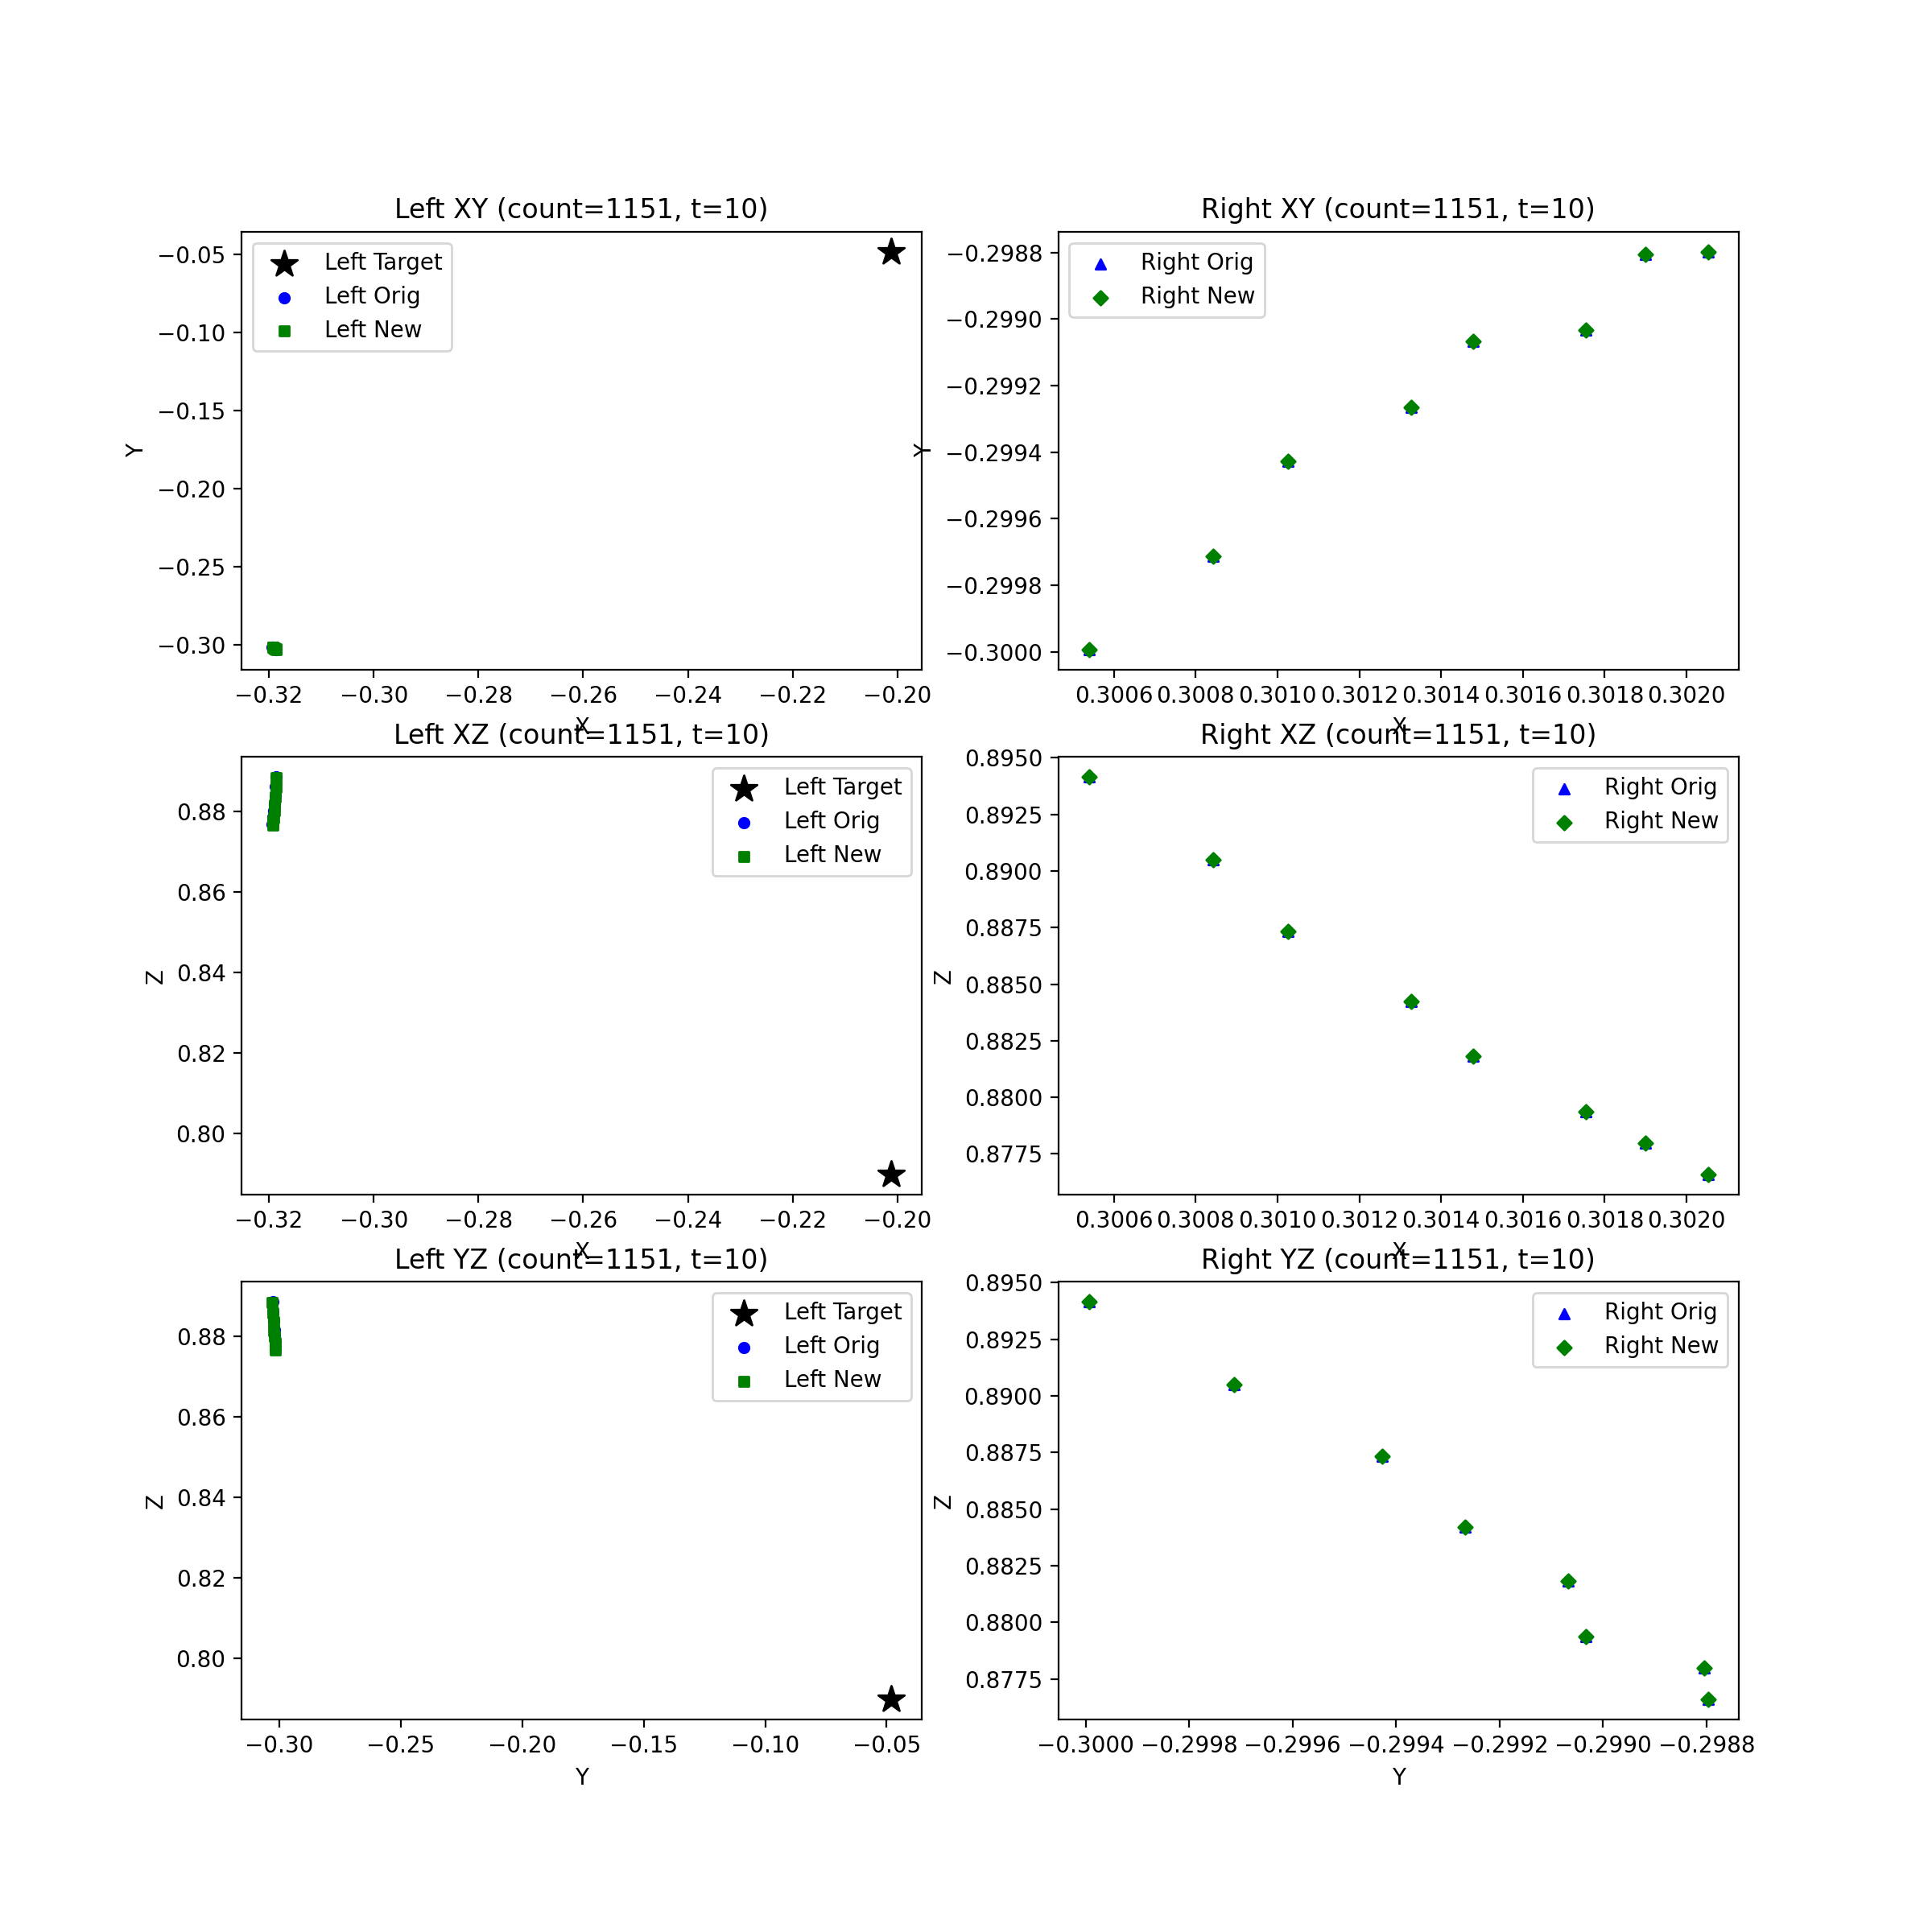 Left XY (count=1151, t=10)
Left Target
Left Orig
Left New
Y
−0.05
−0.10
−0.15
−0.20
−0.25
−0.30
−0.32 −0.30 −0.28 −0.26 −0.24 −0.22 −0.20
X
Right XY (count=1151, t=10)
Right Orig
Right New
Y
−0.2988
−0.2990
−0.2992
−0.2994
−0.2996
−0.2998
−0.3000
0.3006 0.3008 0.3010 0.3012 0.3014 0.3016 0.3018 0.3020
X
Left XZ (count=1151, t=10)
Left Target
Left Orig
Left New
Z
0.88
0.86
0.84
0.82
0.80
−0.32 −0.30 −0.28 −0.26 −0.24 −0.22 −0.20
X
Right XZ (count=1151, t=10)
Right Orig
Right New
Z
0.8950
0.8925
0.8900
0.8875
0.8850
0.8825
0.8800
0.8775
0.3006 0.3008 0.3010 0.3012 0.3014 0.3016 0.3018 0.3020
X
Left YZ (count=1151, t=10)
Left Target
Left Orig
Left New
Z
0.88
0.86
0.84
0.82
0.80
−0.30 −0.25 −0.20 −0.15 −0.10 −0.05
Y
Right YZ (count=1151, t=10)
Right Orig
Right New
Z
0.8950
0.8925
0.8900
0.8875
0.8850
0.8825
0.8800
0.8775
−0.3000 −0.2998 −0.2996 −0.2994 −0.2992 −0.2990 −0.2988
Y